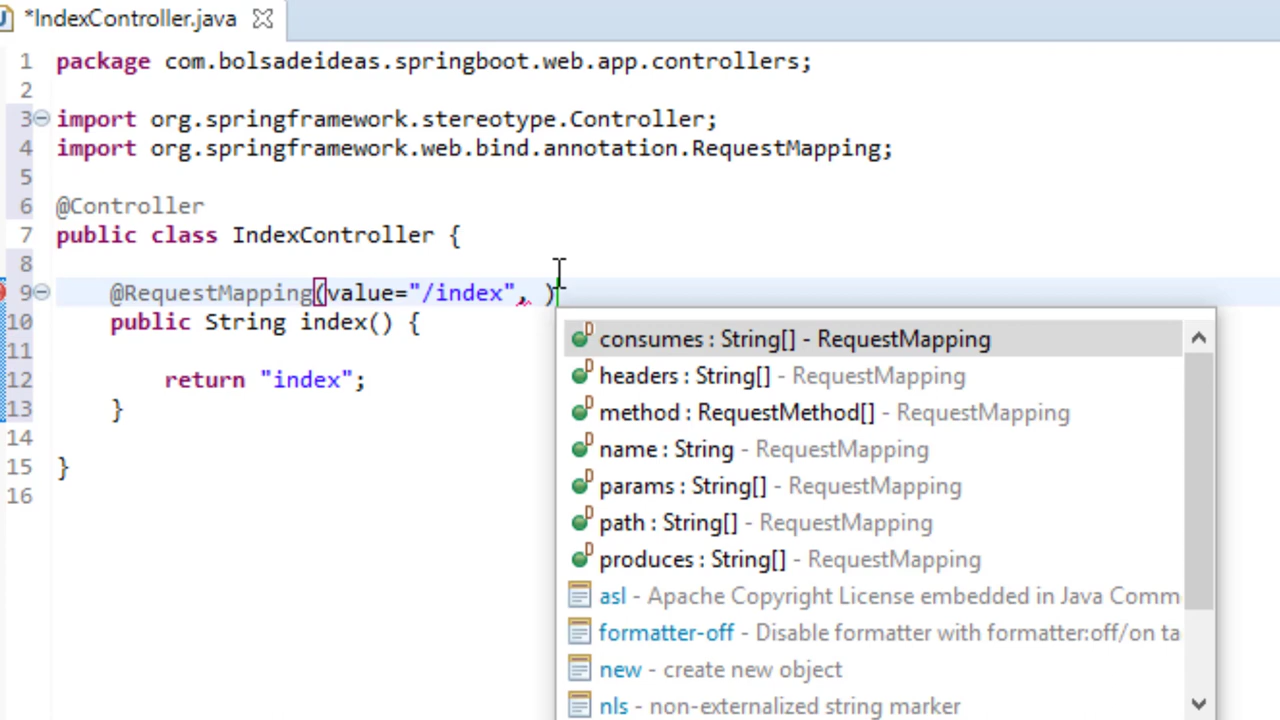 *IndexController.java
1 package com.bolsadeideas.springboot.web.app.controllers;
2
3 import org.springframework.stereotype.Controller;
4 import org.springframework.web.bind.annotation.RequestMapping;
5
6 @Controller
7 public class IndexController {
8
9 @RequestMapping(value="/index", )
10 public String index() {
11
12 return "index";
13 }
14
15 }
16
consumes : String[] - RequestMapping
headers : String[] - RequestMapping
method : RequestMethod[] - RequestMapping
name : String - RequestMapping
params : String[] - RequestMapping
path : String[] - RequestMapping
produces : String[] - RequestMapping
asl - Apache Copyright License embedded in Java Comm
formatter-off - Disable formatter with formatter:off/on ta
new - create new object
nls - non-externalized string marker